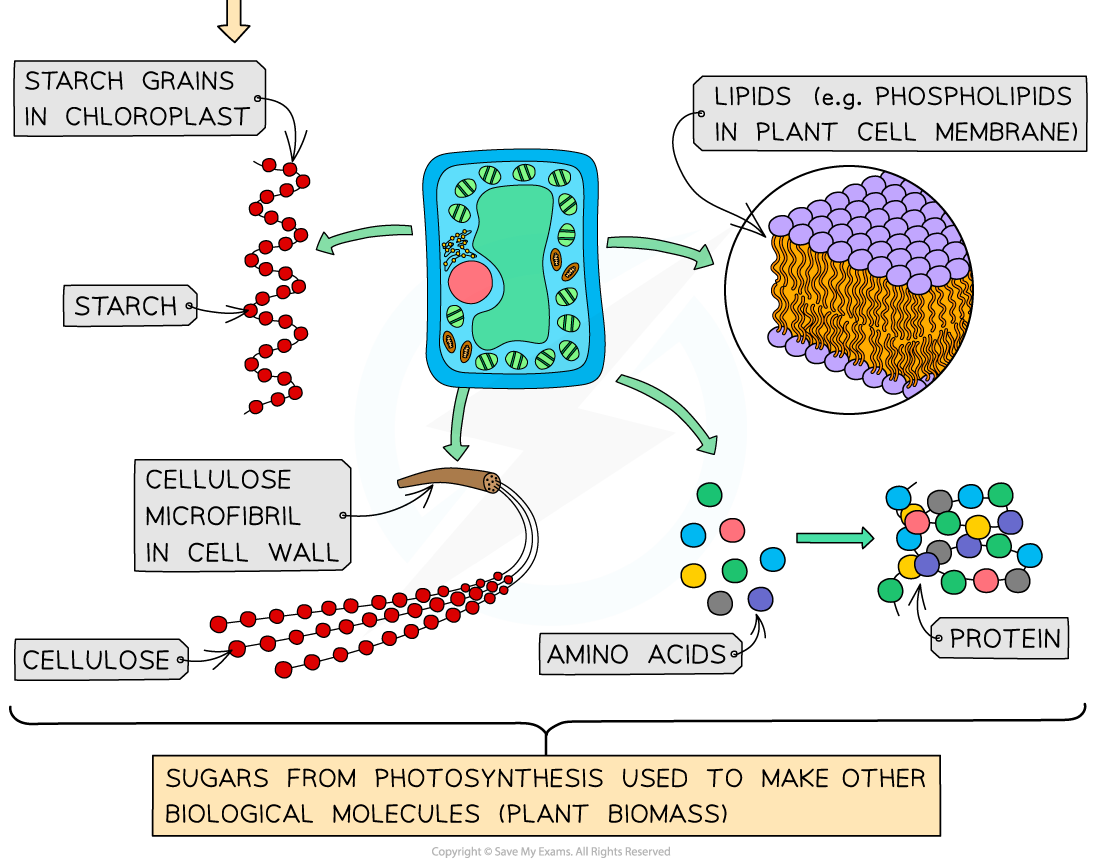 STARCH GRAINS
IN CHLOROPLAST
LIPIDS (e.g. PHOSPHOLIPIDS
IN PLANT CELL MEMBRANE)
STARCH
CELLULOSE
MICROFIBRIL
IN CELL WALL
CELLULOSE
AMINO ACIDS
PROTEIN
SUGARS FROM PHOTOSYNTHESIS USED TO MAKE OTHER
BIOLOGICAL MOLECULES (PLANT BIOMASS)
Copyright © Save My Exams. All Rights Reserved